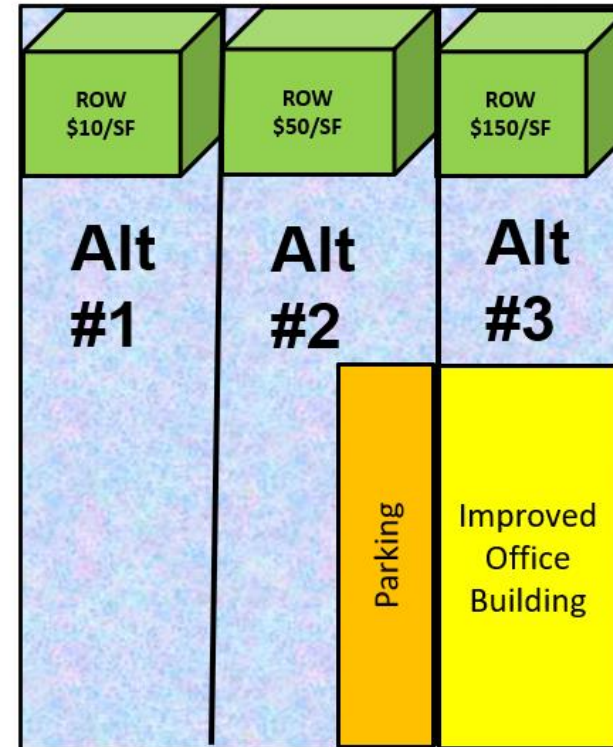 ROW
$10/SF
ROW
$50/SF
ROW
$150/SF
Alt
#1
Alt
#2
Alt
#3
Parking
Improved
Office
Building